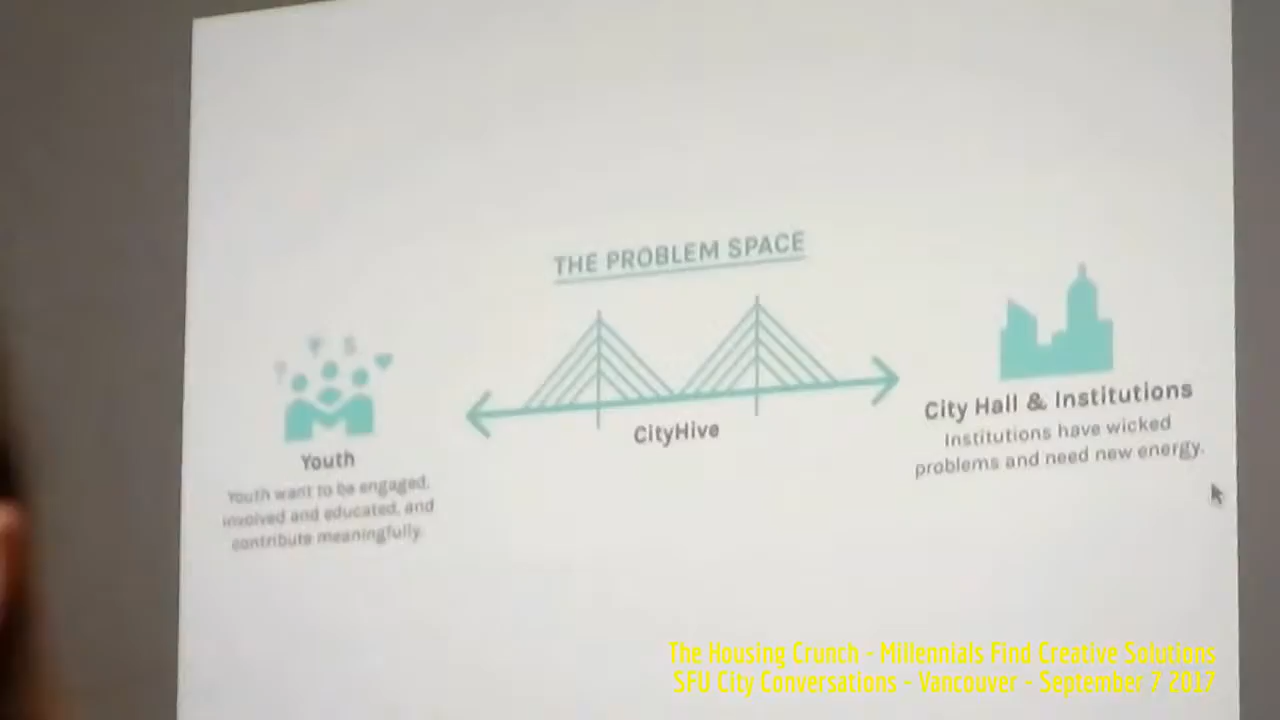 THE PROBLEM SPACE
CityHive
Youth
Youth want to be engaged,
involved and educated, and
contribute meaningfully.
City Hall & Institutions
Institutions have wicked
problems and need new energy.
The Housing Crunch - Millennials Find Creative Solutions
SFU City Conversations - Vancouver - September 7 2017